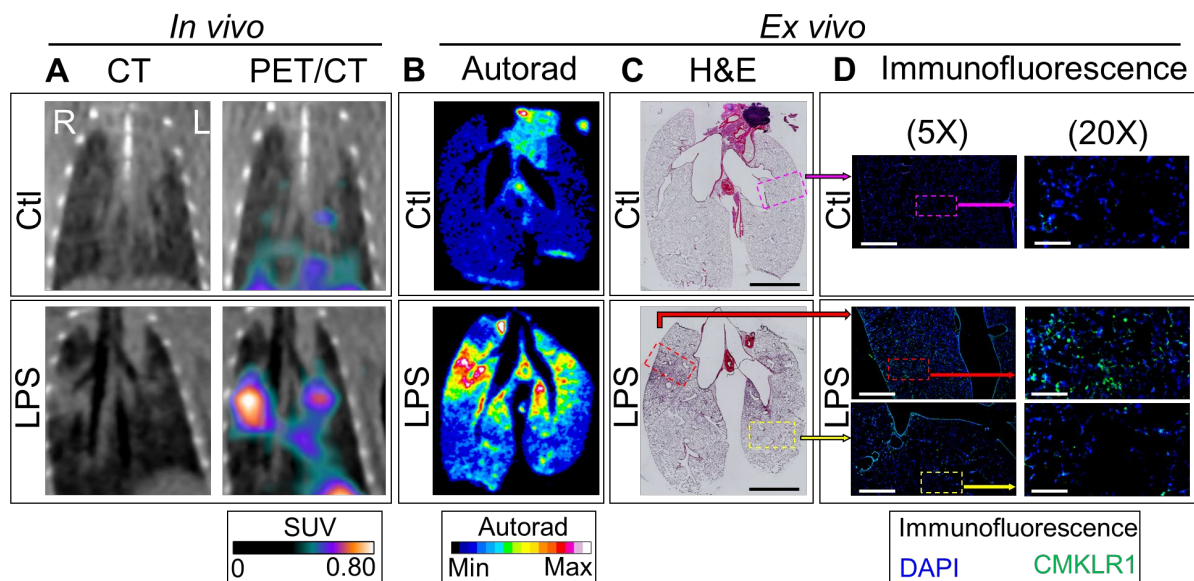 In vivo
Ex vivo
A CT PET/CT
B Autorad
C H&E
D Immunofluorescence
R L
(5X) (20X)
Ctl
Ctl
Ctl
Ctl
LPS
LPS
LPS
LPS
SUV
0 0.80
Autorad
Min Max
Immunofluorescence
DAPI CMKLR1